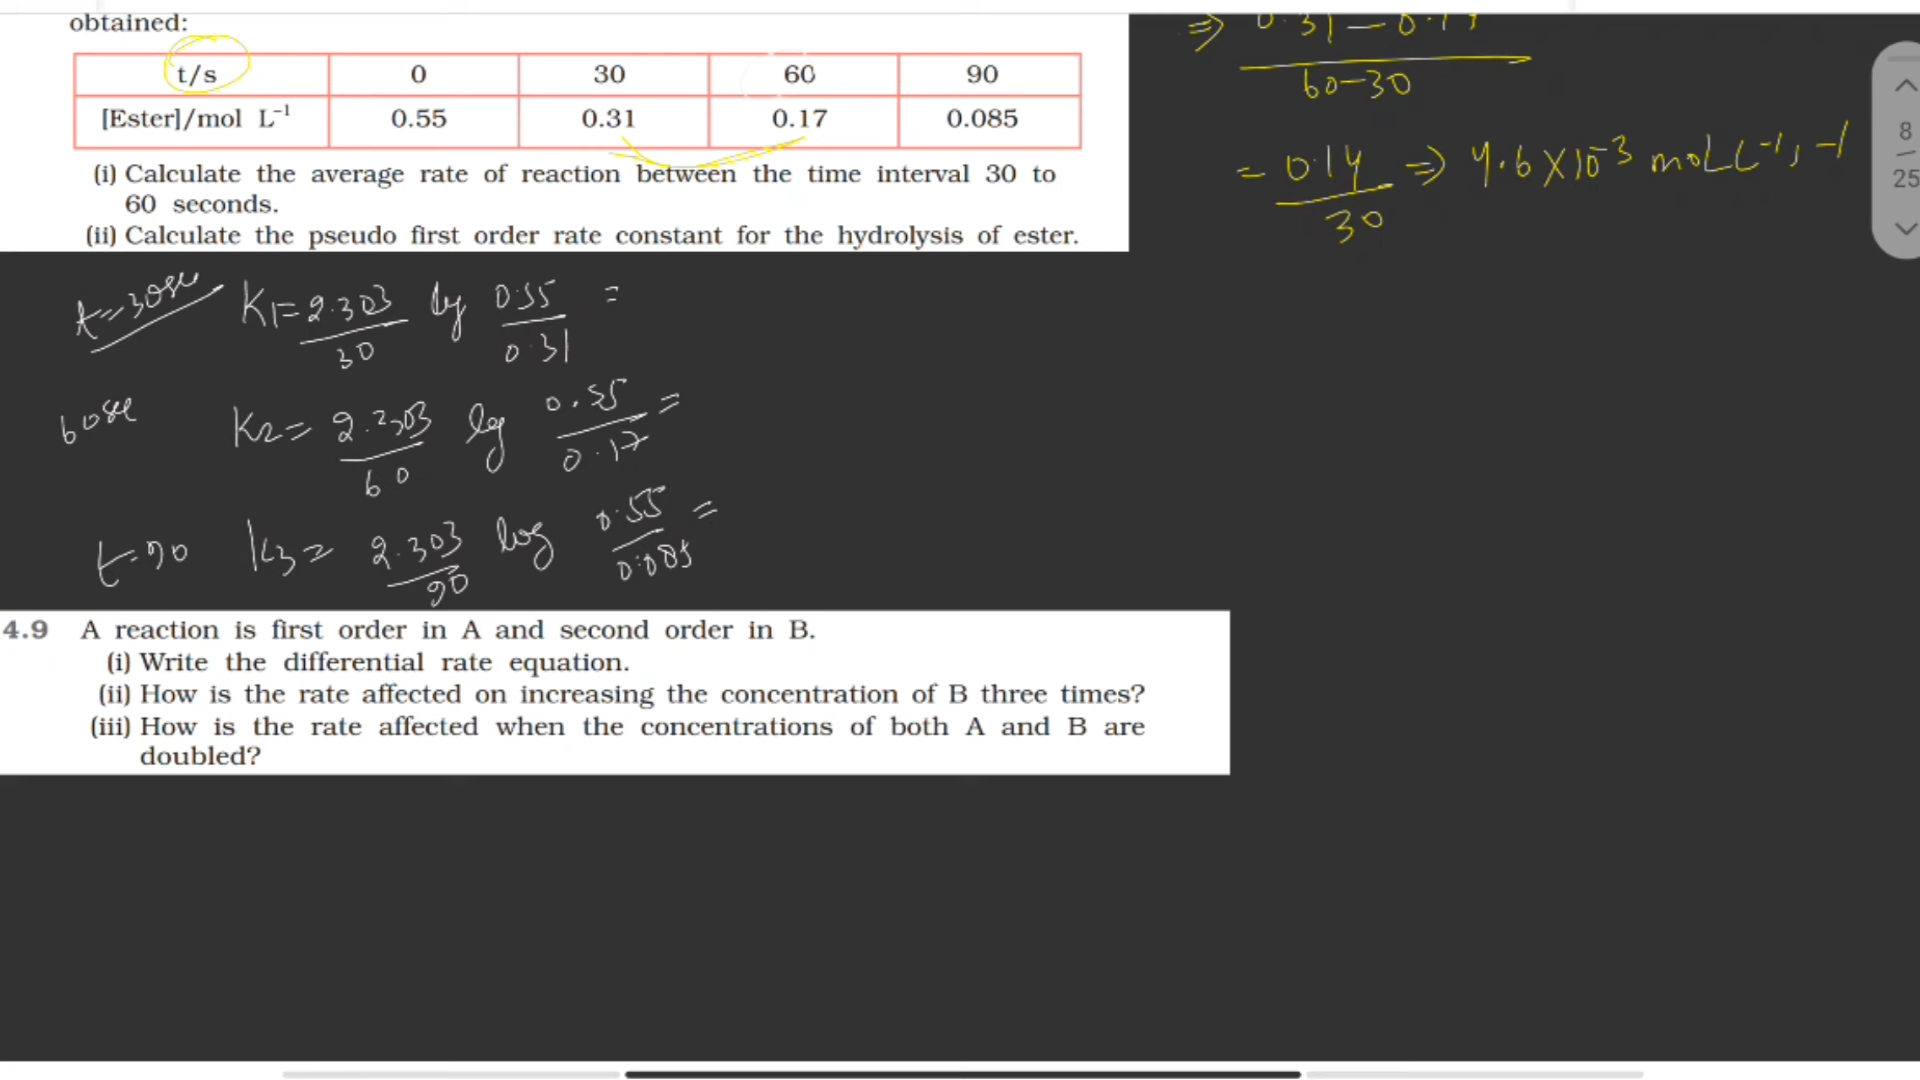 obtained:
t/s 0 30 60 90
[Ester]/mol L⁻¹ 0.55 0.31 0.17 0.085
(i) Calculate the average rate of reaction between the time interval 30 to
60 seconds.
(ii) Calculate the pseudo first order rate constant for the hydrolysis of ester.
⇒ 0.31 — 0.17
60-30
= 0.14 ⇒ 4.6 X 10⁻³ mol L⁻¹ s⁻¹
30
8
25
t=30sec K1= 2.303 log 0.55 =
30 0.31
60sec K2= 2.303 log 0.55 =
60 0.17
t=90 K3= 2.303 log 0.55 =
90 0.085
4.9 A reaction is first order in A and second order in B.
(i) Write the differential rate equation.
(ii) How is the rate affected on increasing the concentration of B three times?
(iii) How is the rate affected when the concentrations of both A and B are
doubled?